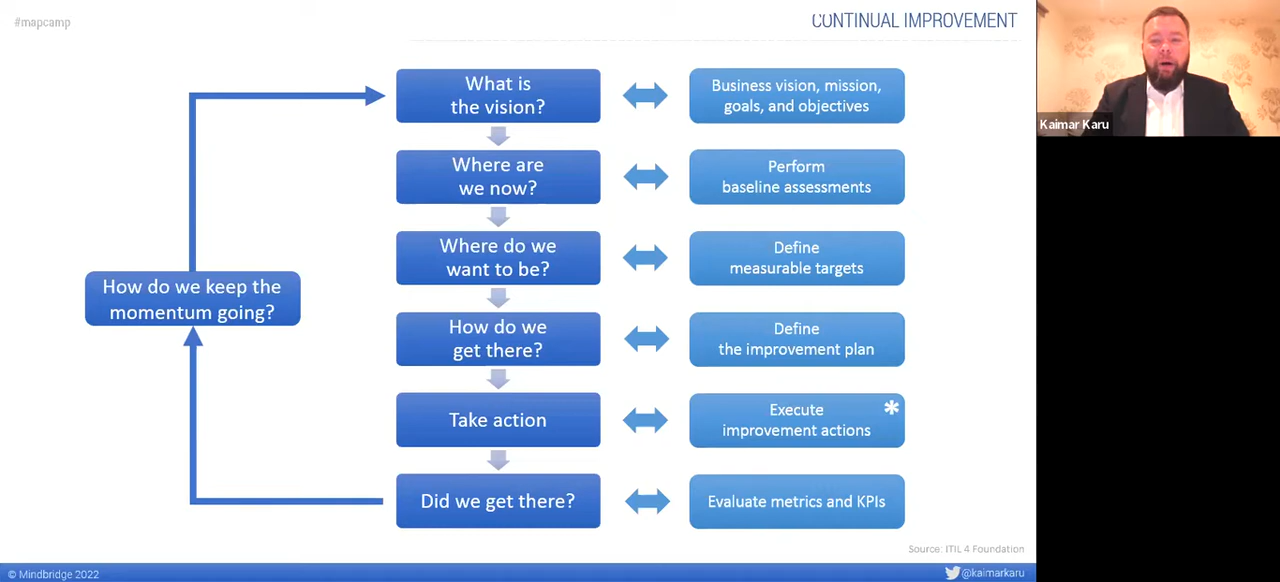 #mapcamp
CONTINUAL IMPROVEMENT
What is
the vision?
Business vision, mission,
goals, and objectives
Where are
we now?
Perform
baseline assessments
Where do we
want to be?
Define
measurable targets
How do we keep the
momentum going?
How do we
get there?
Define
the improvement plan
Take action
Execute *
improvement actions
Did we get there?
Evaluate metrics and KPIs
Source: ITIL 4 Foundation
© Mindbridge 2022
@kaimarkaru
Kaimar Karu